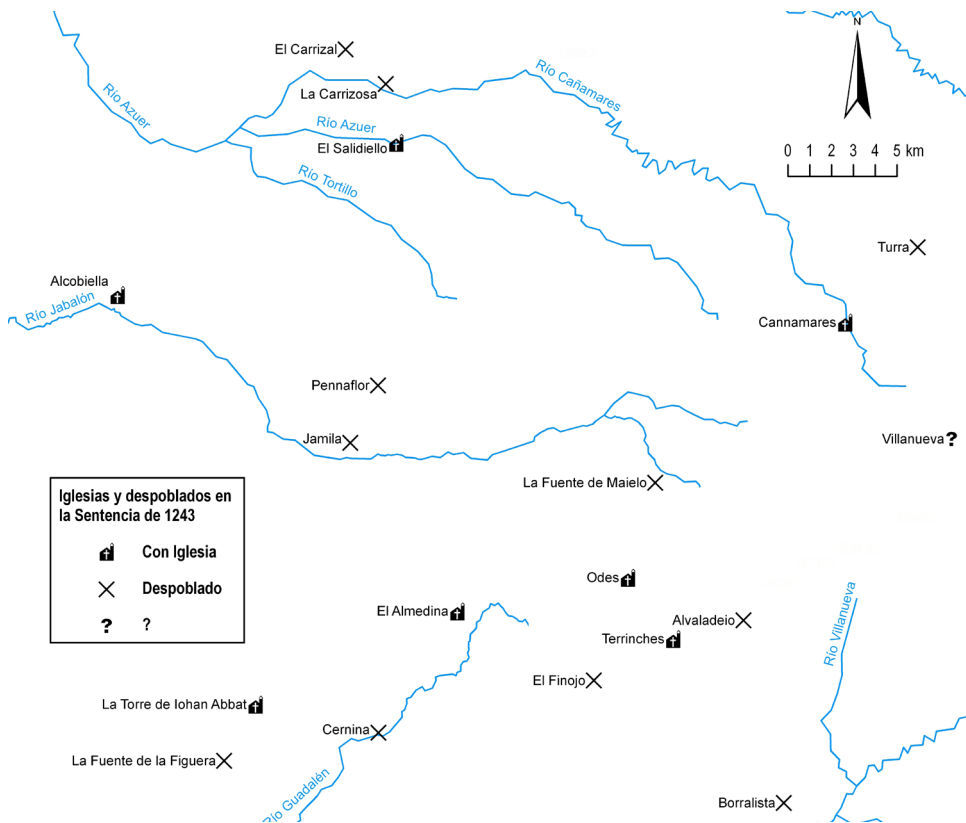 N
El Carrizal
Río Cañamares
La Carrizosa
Río Azuer
Río Azuer
El Salidiello
0 1 2 3 4 5 km
Río Tortillo
Turra
Alcobiella
Río Jabalón
Cannamares
Pennaflor
Jamila
Villanueva
?
La Fuente de Maielo
Iglesias y despoblados en
la Sentencia de 1243
Con Iglesia
Despoblado
? ?
Odes
El Almedina
Alvaladeio
Terrinches
Río Villanueva
El Finojo
La Torre de Iohan Abbat
Cernina
La Fuente de la Figuera
Río Guadalén
Borralista